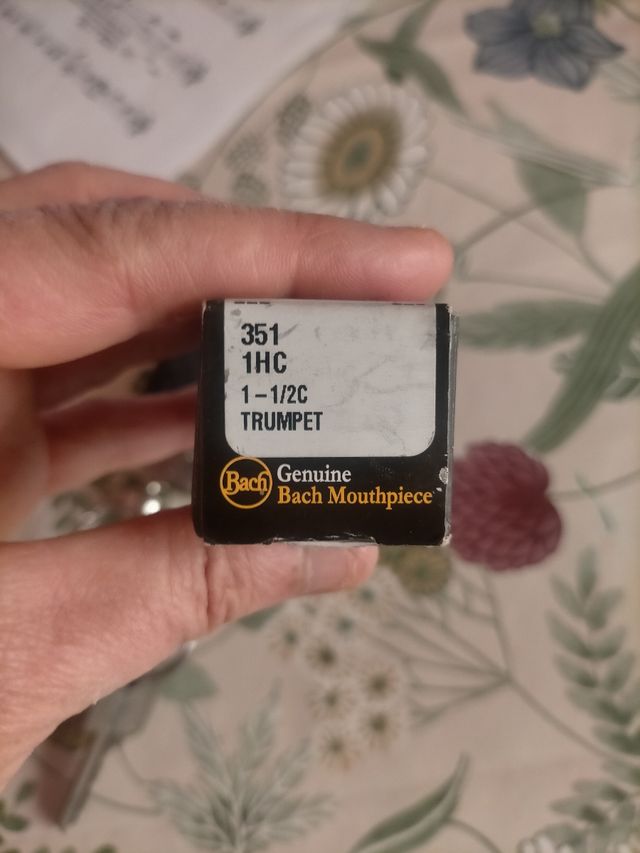 351
1HC
1-1/2C
TRUMPET
Bach
Genuine
Bach Mouthpiece